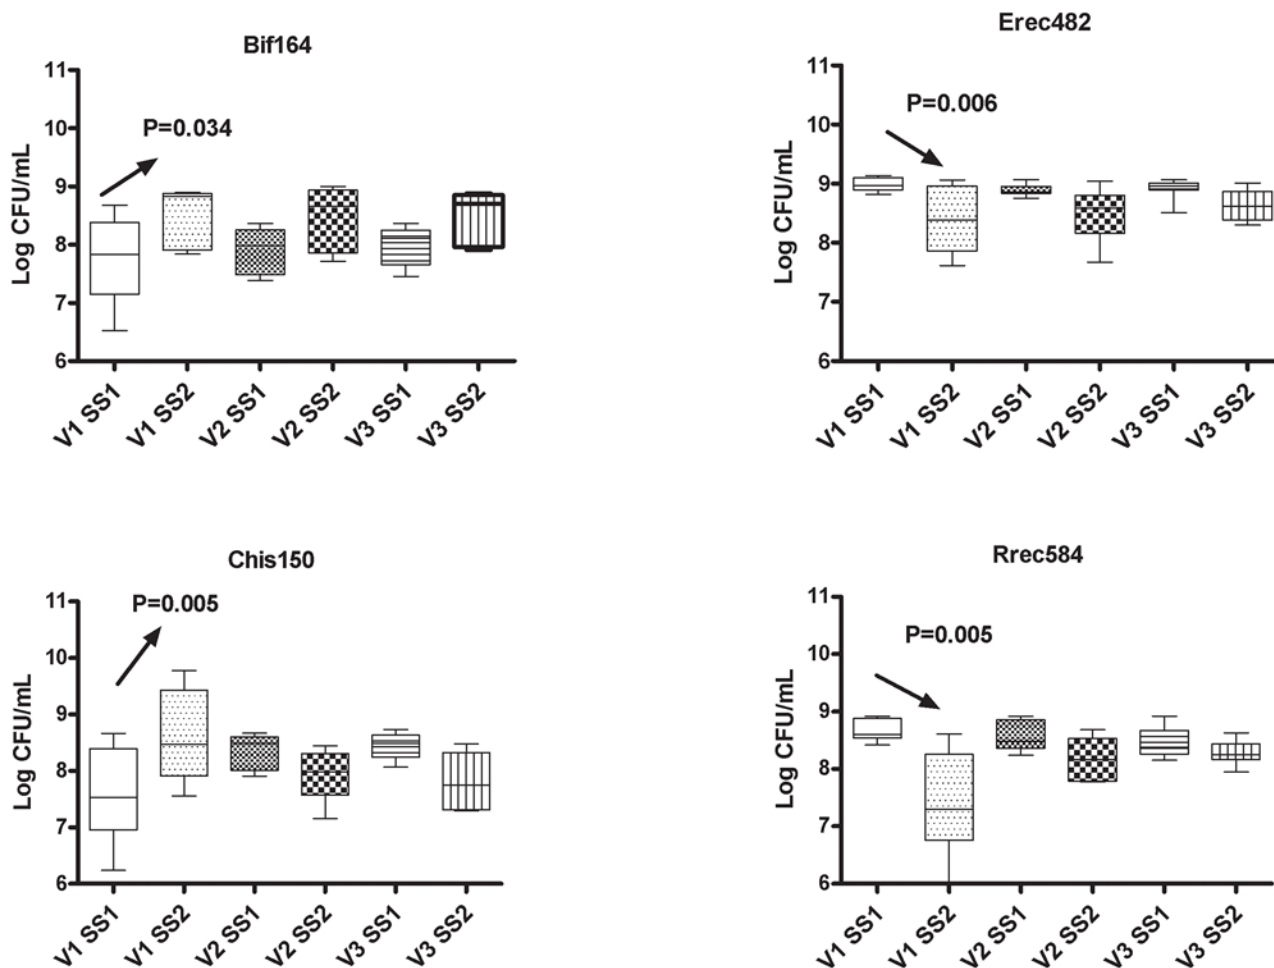 Bif164
P=0.034
Log CFU/mL
11
10
9
8
7
6
V1 SS1
V1 SS2
V2 SS1
V2 SS2
V3 SS1
V3 SS2
Erec482
P=0.006
Log CFU/mL
11
10
9
8
7
6
V1 SS1
V1 SS2
V2 SS1
V2 SS2
V3 SS1
V3 SS2
Chis150
P=0.005
Log CFU/mL
11
10
9
8
7
6
V1 SS1
V1 SS2
V2 SS1
V2 SS2
V3 SS1
V3 SS2
Rrec584
P=0.005
Log CFU/mL
11
10
9
8
7
6
V1 SS1
V1 SS2
V2 SS1
V2 SS2
V3 SS1
V3 SS2